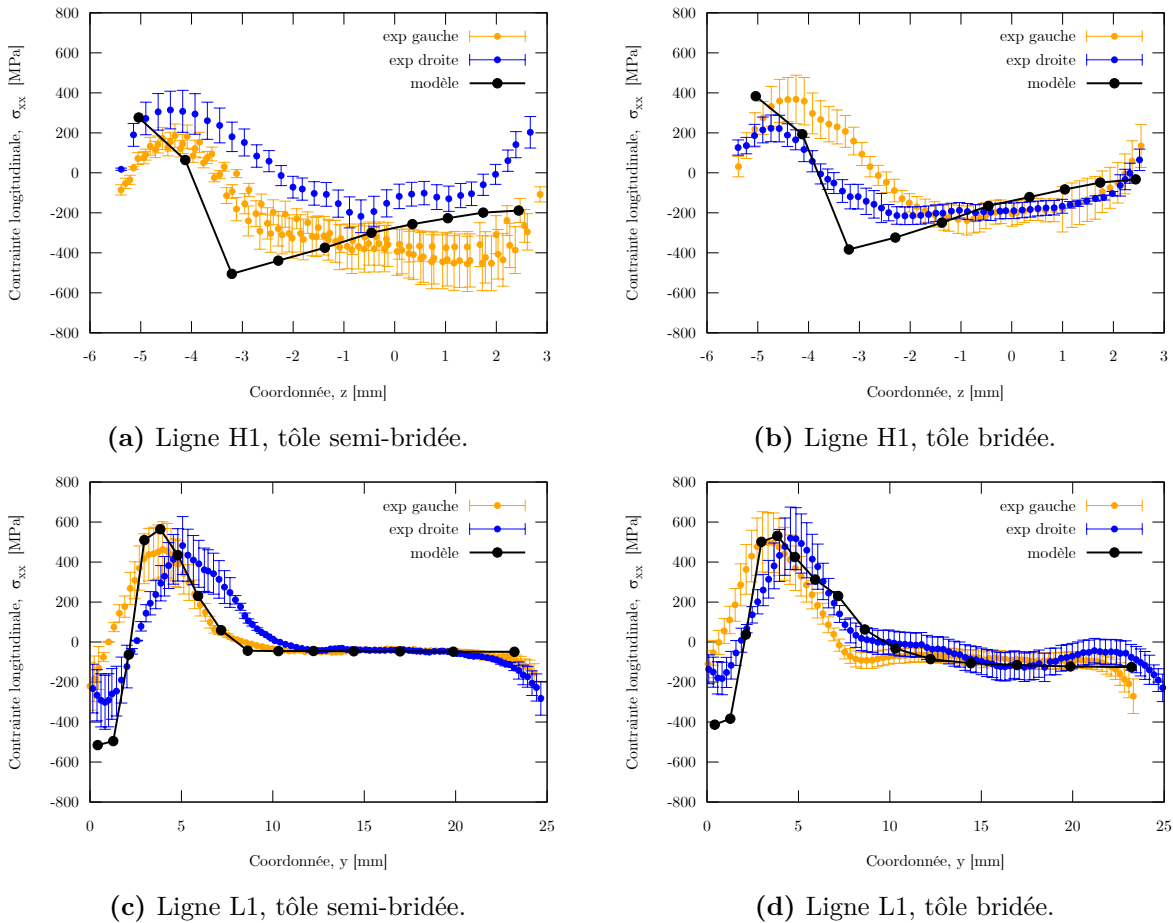 800
600
400
200
0
-200
-400
-600
-800
-6 -5 -4 -3 -2 -1 0 1 2 3
Contrainte longitudinale, σxx [MPa]
Coordonnée, z [mm]
exp gauche
exp droite
modèle
(a) Ligne H1, tôle semi-bridée.
800
600
400
200
0
-200
-400
-600
-800
-6 -5 -4 -3 -2 -1 0 1 2 3
Contrainte longitudinale, σxx [MPa]
Coordonnée, z [mm]
exp gauche
exp droite
modèle
(b) Ligne H1, tôle bridée.
800
600
400
200
0
-200
-400
-600
-800
0 5 10 15 20 25
Contrainte longitudinale, σxx [MPa]
Coordonnée, y [mm]
exp gauche
exp droite
modèle
(c) Ligne L1, tôle semi-bridée.
800
600
400
200
0
-200
-400
-600
-800
0 5 10 15 20 25
Contrainte longitudinale, σxx [MPa]
Coordonnée, y [mm]
exp gauche
exp droite
modèle
(d) Ligne L1, tôle bridée.